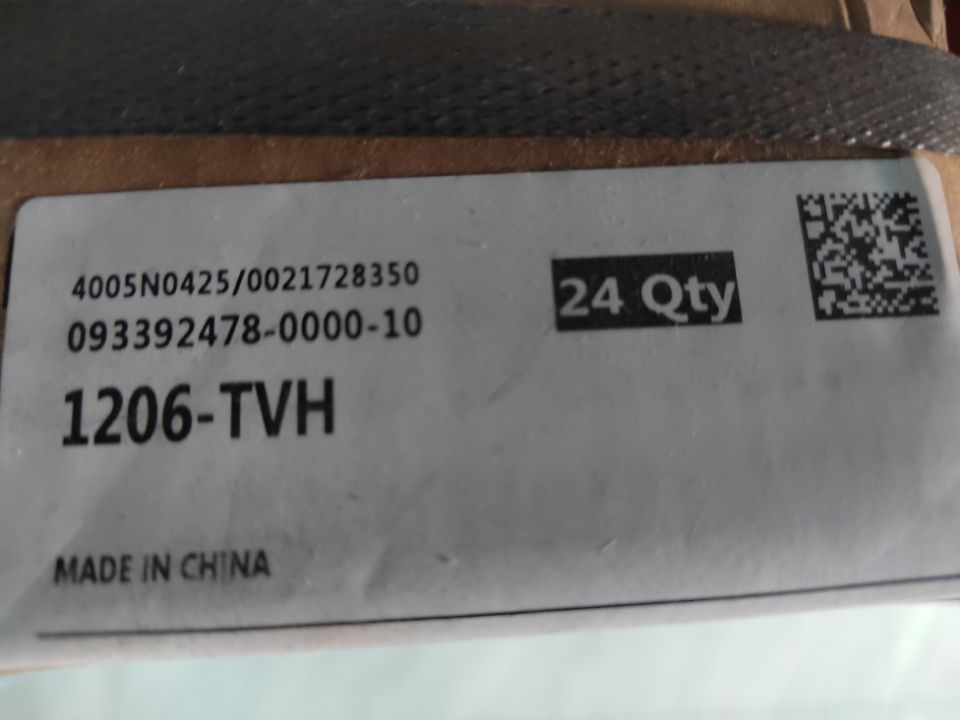 4005N0425/0021728350
093392478-0000-10
24 Qty
1206-TVH
MADE IN CHINA